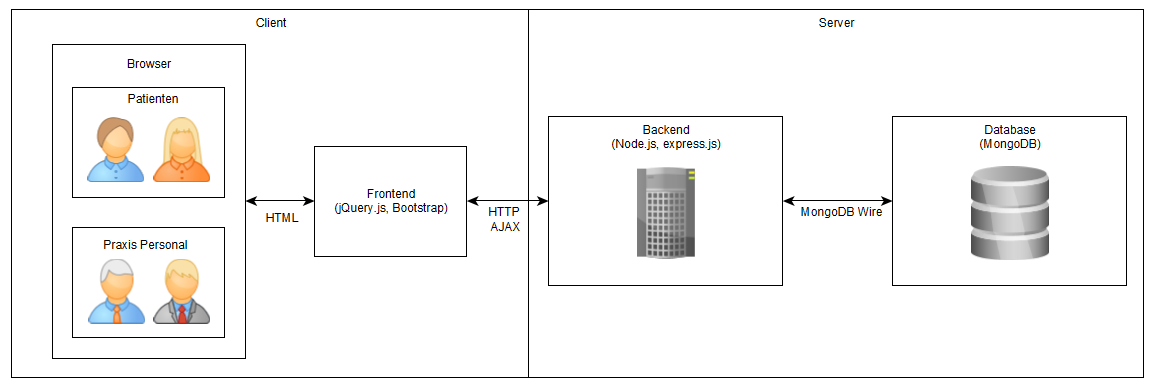 Client
Server
Browser
Patienten
Praxis Personal
HTML
Frontend
(jQuery.js, Bootstrap)
HTTP
AJAX
Backend
(Node.js, express.js)
MongoDB Wire
Database
(MongoDB)